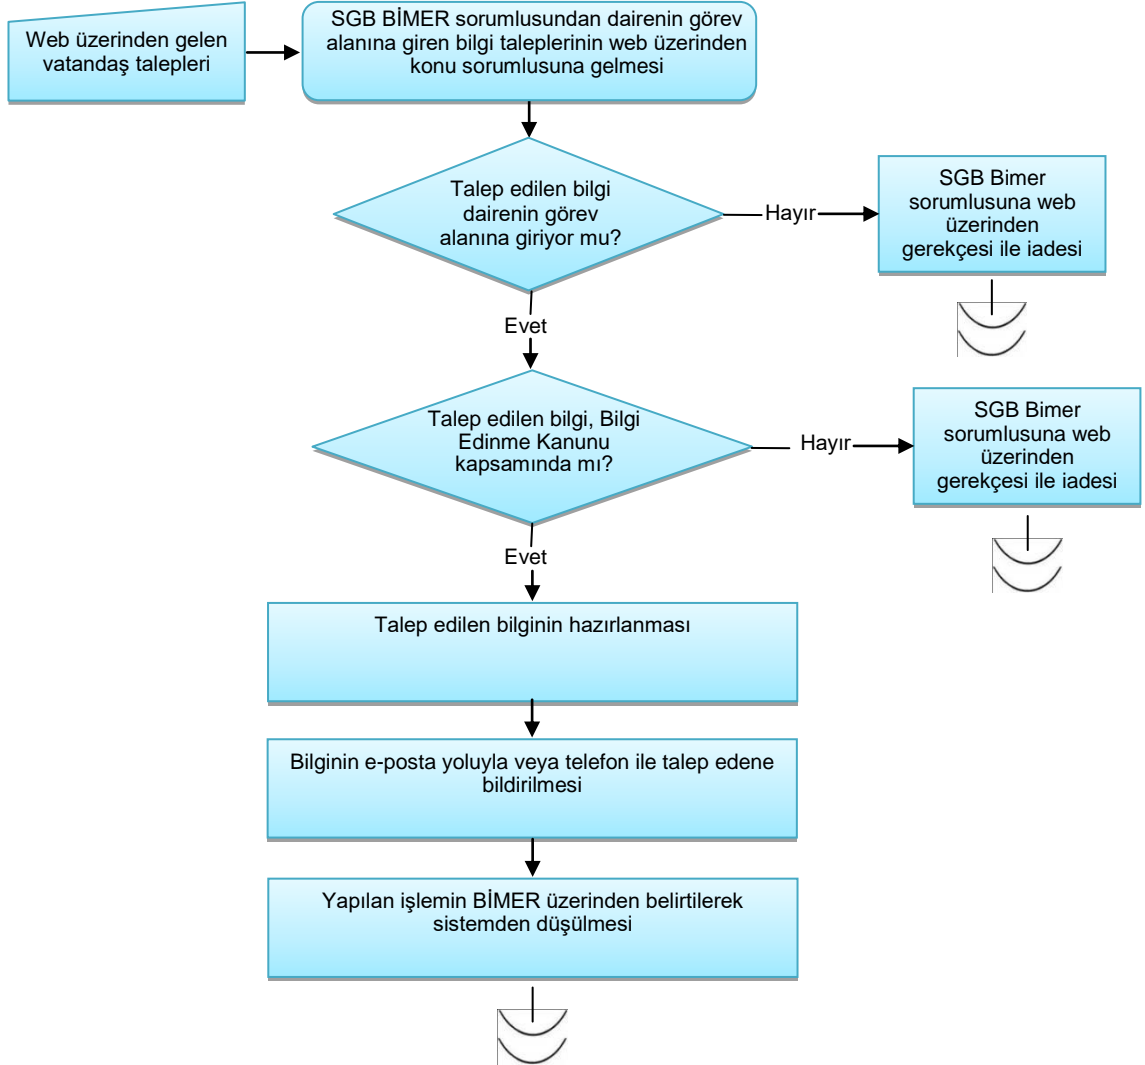 Web üzerinden gelen
vatandaş talepleri
SGB BİMER sorumlusundan dairenin görev
alanına giren bilgi taleplerinin web üzerinden
konu sorumlusuna gelmesi
Talep edilen bilgi
dairenin görev
alanına giriyor mu?
Hayır
SGB Bimer
sorumlusuna web
üzerinden
gerekçesi ile iadesi
Evet
Talep edilen bilgi, Bilgi
Edinme Kanunu
kapsamında mı?
Hayır
SGB Bimer
sorumlusuna web
üzerinden
gerekçesi ile iadesi
Evet
Talep edilen bilginin hazırlanması
Bilginin e-posta yoluyla veya telefon ile talep edene
bildirilmesi
Yapılan işlemin BİMER üzerinden belirtilerek
sistemden düşülmesi